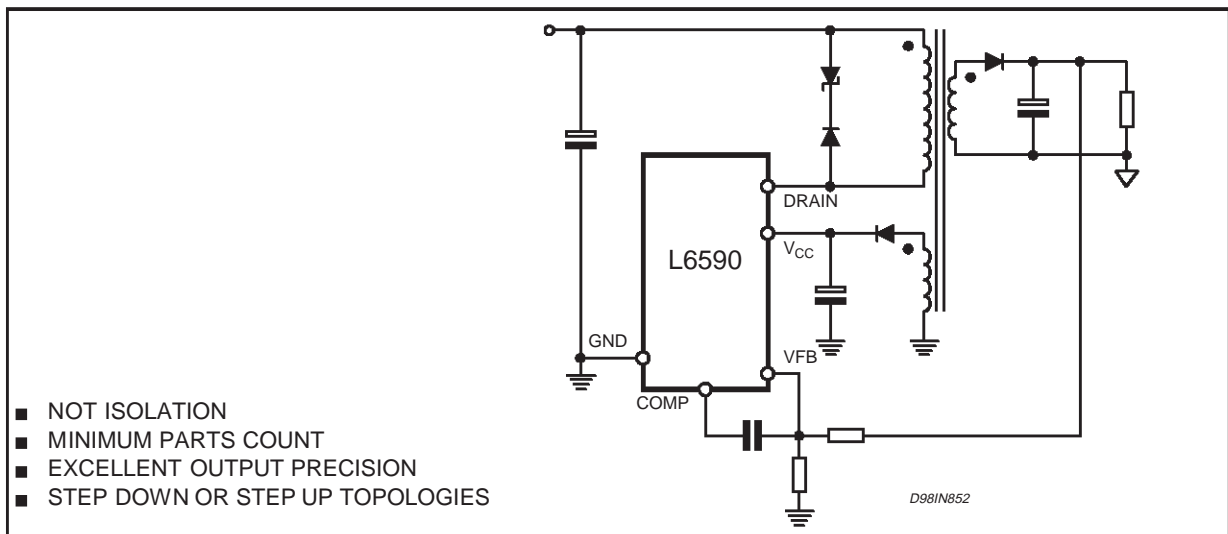 DRAIN
V_CC
L6590
GND
VFB
COMP
■ NOT ISOLATION
■ MINIMUM PARTS COUNT
■ EXCELLENT OUTPUT PRECISION
■ STEP DOWN OR STEP UP TOPOLOGIES
D98IN852